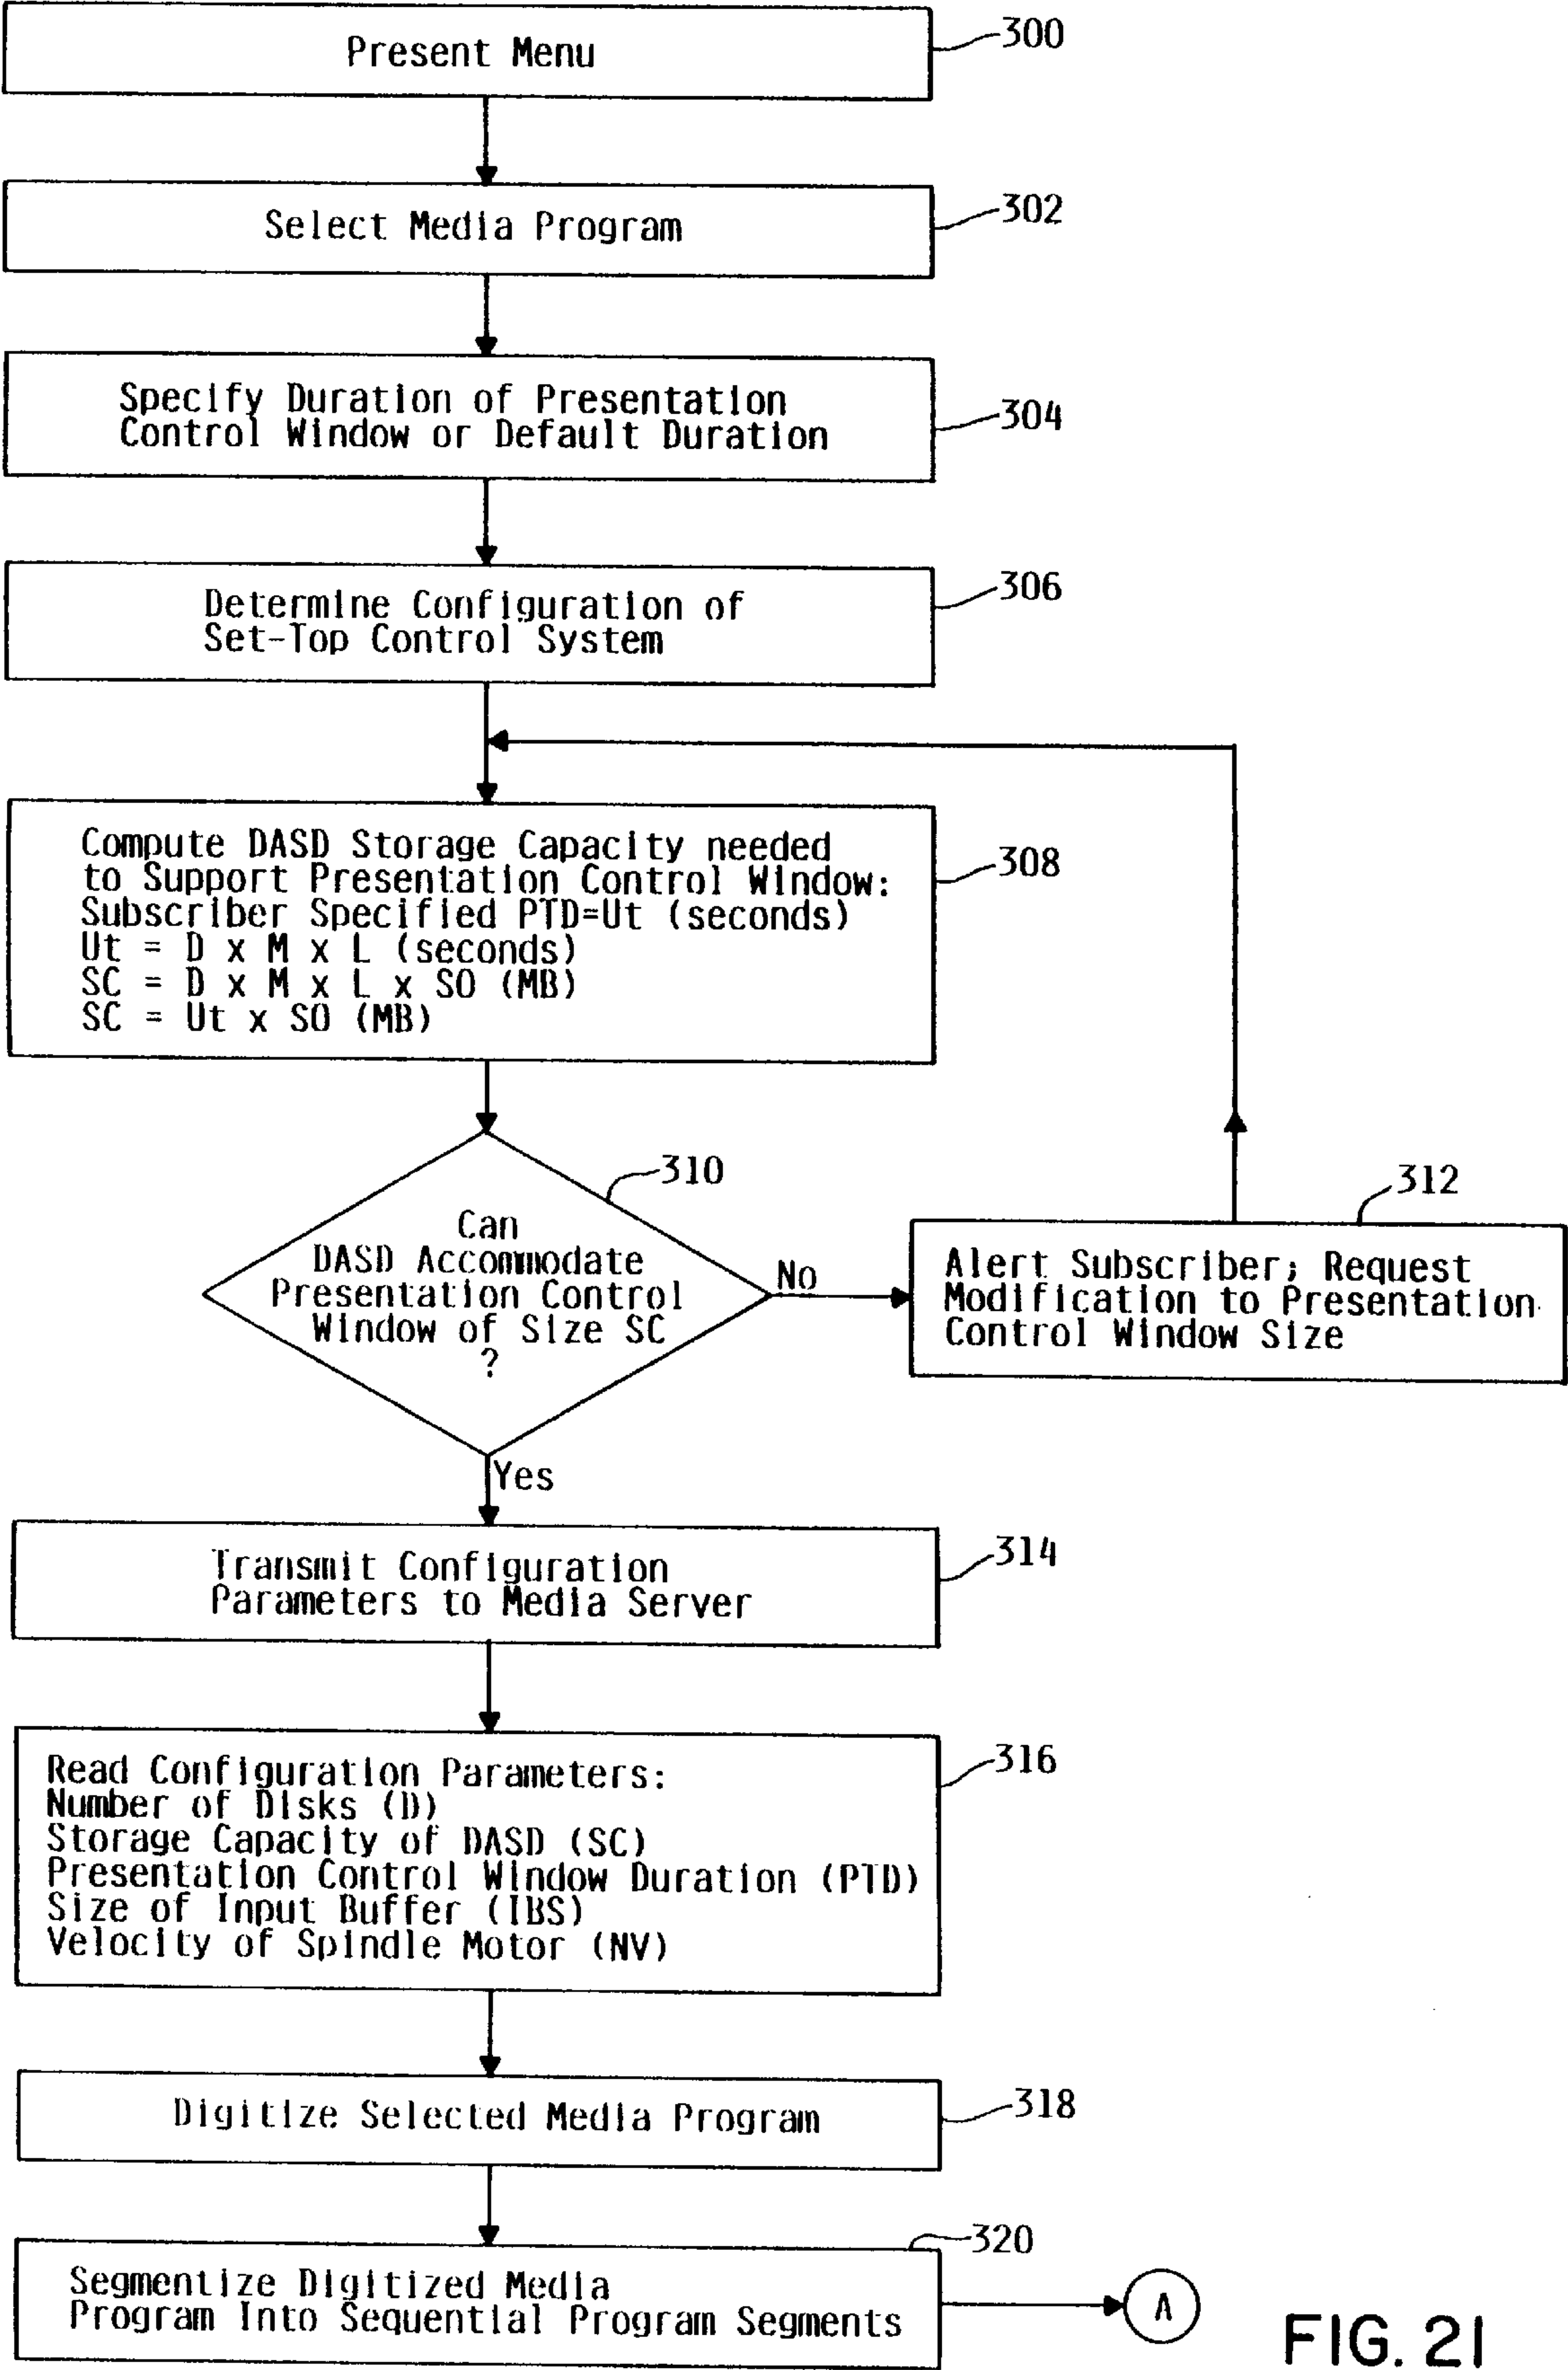 Present Menu
300
Select Media Program
302
Specify Duration of Presentation
Control Window or Default Duration
304
Determine Configuration of
Set-Top Control System
306
Compute DASD Storage Capacity needed
to Support Presentation Control Window:
Subscriber Specified PTD=Ut (seconds)
Ut = D x M x L (seconds)
SC = D x M x L x SO (MB)
SC = Ut x SO (MB)
308
310
Can
DASD Accommodate
Presentation Control
Window of Size SC
?
No
312
Alert Subscriber; Request
Modification to Presentation
Control Window Size
Yes
Transmit Configuration
Parameters to Media Server
314
Read Configuration Parameters:
Number of Disks (D)
Storage Capacity of DASD (SC)
Presentation Control Window Duration (PTD)
Size of Input Buffer (IBS)
Velocity of Spindle Motor (NV)
316
Digitize Selected Media Program
318
Segmentize Digitized Media
Program Into Sequential Program Segments
320
A
FIG. 21